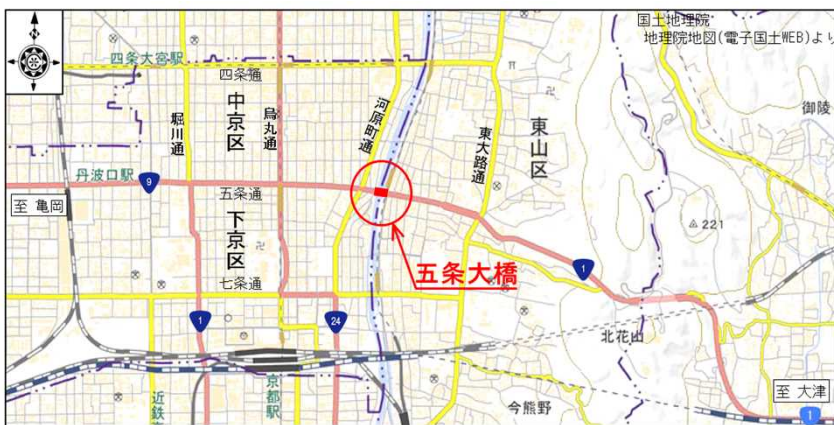 N
国土地理院
地理院地図(電子国土WEB)より
四条大宮駅
四条通
中京区
堀川通
烏丸通
河原町通
東大路通
東山区
御陵
丹波口駅
9
五条通
至 亀岡
下京区
221
五条大橋
七条通
1
1
24
北花山
至 大津
京都駅
近鉄
今熊野
1